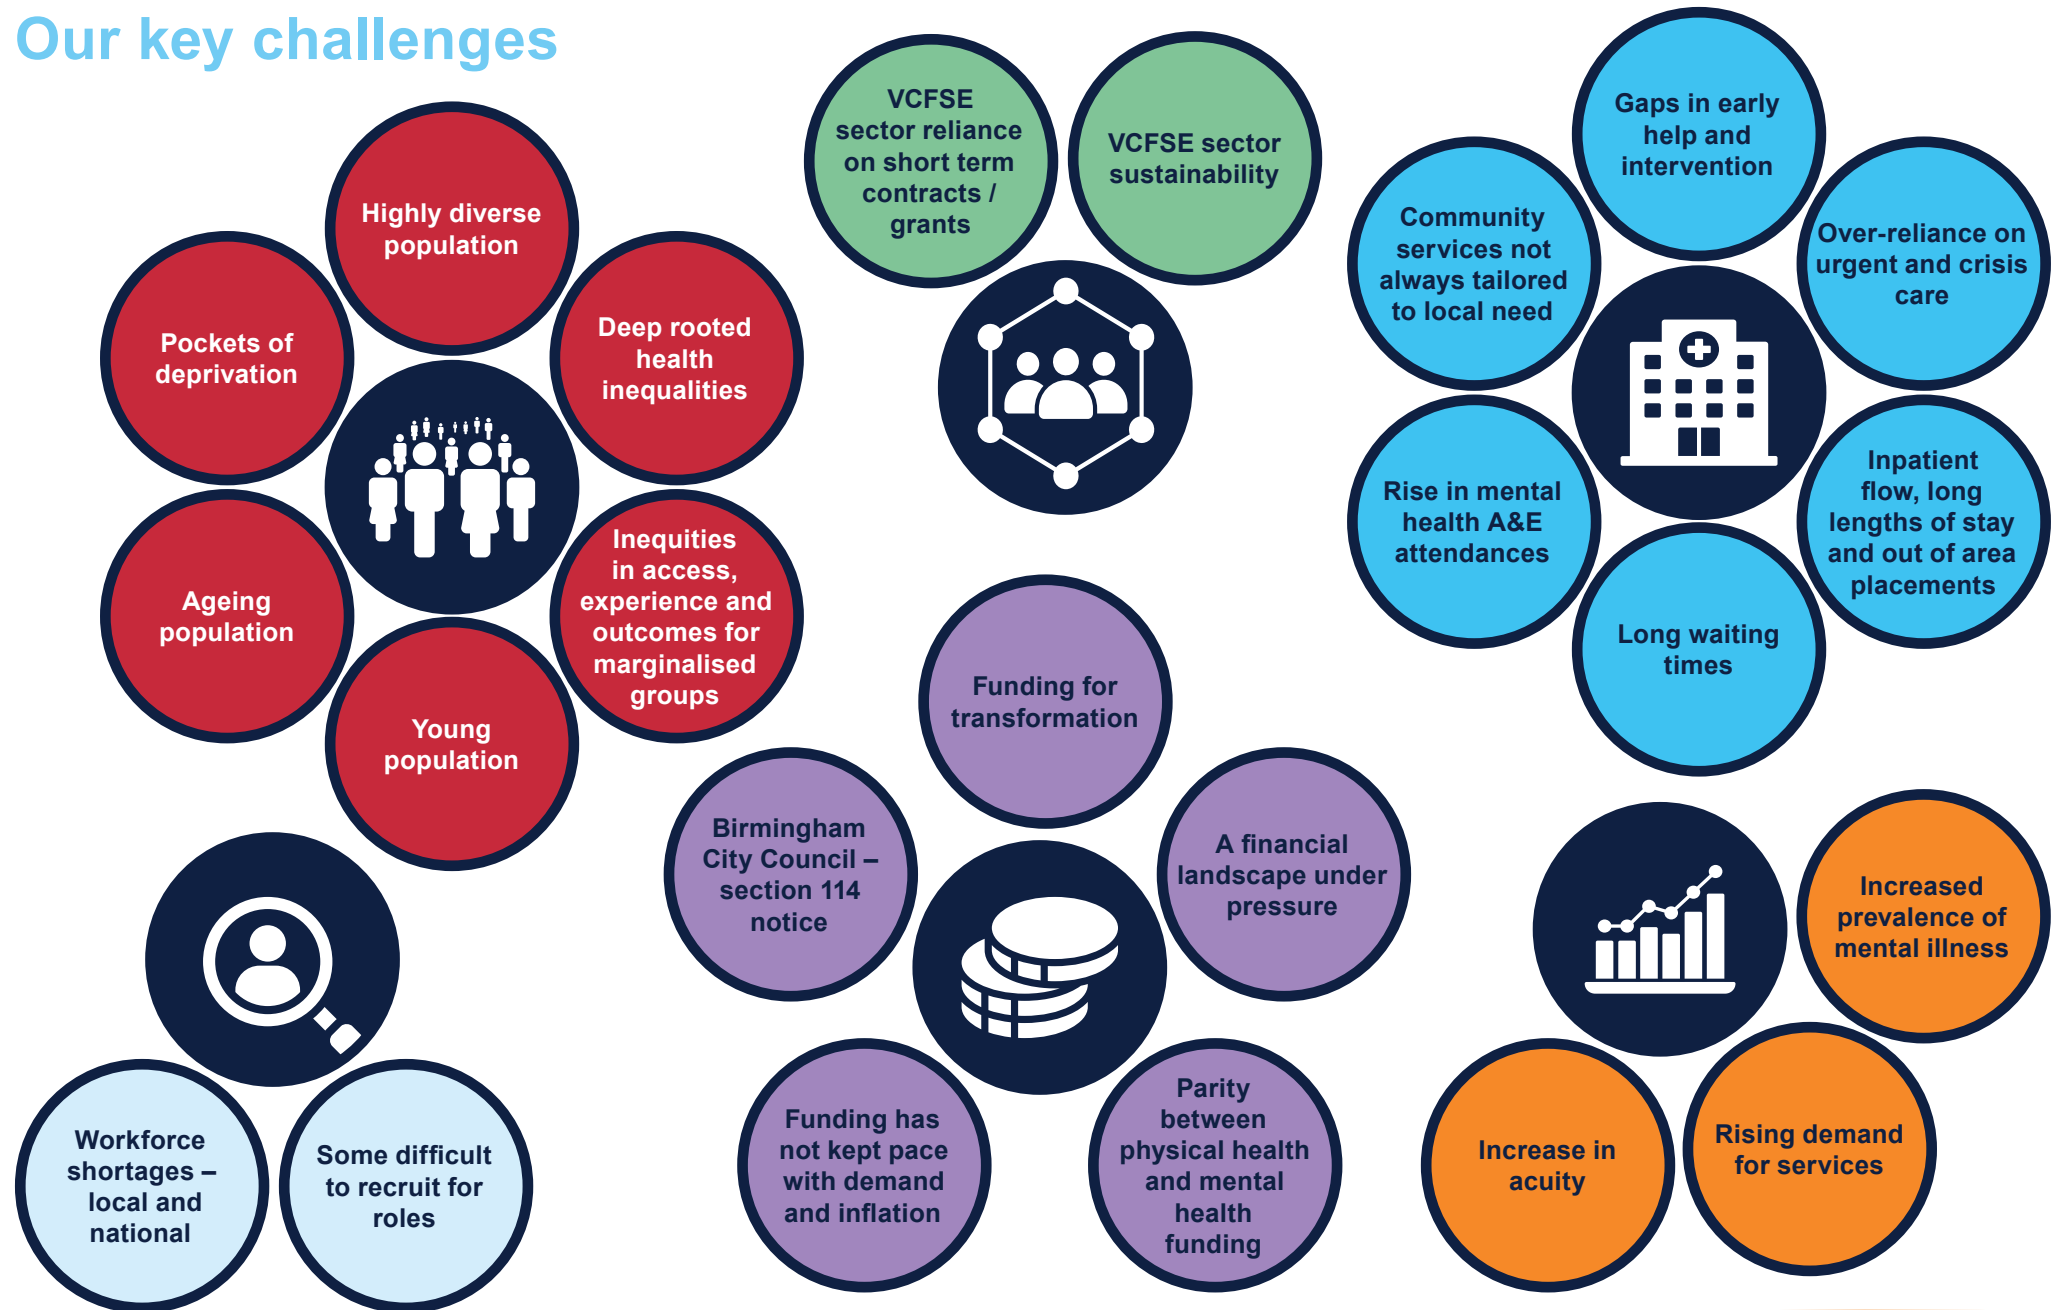 Our key challenges
Highly diverse
population
Pockets of
deprivation
Deep rooted
health
inequalities
Ageing
population
Inequities
in access,
experience and
outcomes for
marginalised
groups
Young
population
VCFSE
sector reliance
on short term
contracts /
grants
VCFSE sector
sustainability
Gaps in early
help and
intervention
Community
services not
always tailored
to local need
Over-reliance on
urgent and crisis
care
Rise in mental
health A&E
attendances
Inpatient
flow, long
lengths of stay
and out of area
placements
Long waiting
times
Workforce
shortages –
local and
national
Some difficult
to recruit for
roles
Funding for
transformation
Birmingham
City Council –
section 114
notice
A financial
landscape under
pressure
Funding has
not kept pace
with demand
and inflation
Parity
between
physical health
and mental
health
funding
Increased
prevalence of
mental illness
Increase in
acuity
Rising demand
for services